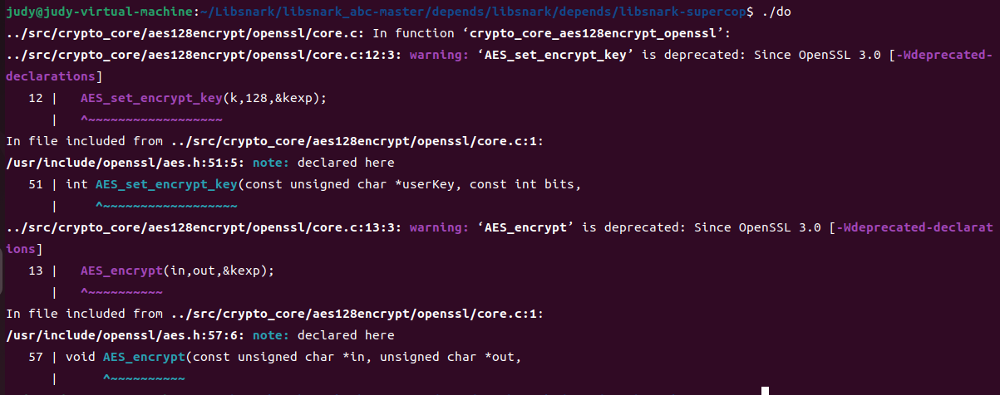 judy@judy-virtual-machine:~/Libsnark/libsnark_abc-master/depends/libsnark/depends/libsnark-supercop$ ./do
../src/crypto_core/aes128encrypt/openssl/core.c: In function ‘crypto_core_aes128encrypt_openssl’:
../src/crypto_core/aes128encrypt/openssl/core.c:12:3: warning: ‘AES_set_encrypt_key’ is deprecated: Since OpenSSL 3.0 [-Wdeprecated-
declarations]
   12 |   AES_set_encrypt_key(k,128,&kexp);
      |   ^~~~~~~~~~~~~~~~~~~
In file included from ../src/crypto_core/aes128encrypt/openssl/core.c:1:
/usr/include/openssl/aes.h:51:5: note: declared here
   51 | int AES_set_encrypt_key(const unsigned char *userKey, const int bits,
      |     ^~~~~~~~~~~~~~~~~~~
../src/crypto_core/aes128encrypt/openssl/core.c:13:3: warning: ‘AES_encrypt’ is deprecated: Since OpenSSL 3.0 [-Wdeprecated-declarat
ions]
   13 |   AES_encrypt(in,out,&kexp);
      |   ^~~~~~~~~~~
In file included from ../src/crypto_core/aes128encrypt/openssl/core.c:1:
/usr/include/openssl/aes.h:57:6: note: declared here
   57 | void AES_encrypt(const unsigned char *in, unsigned char *out,
      |      ^~~~~~~~~~~